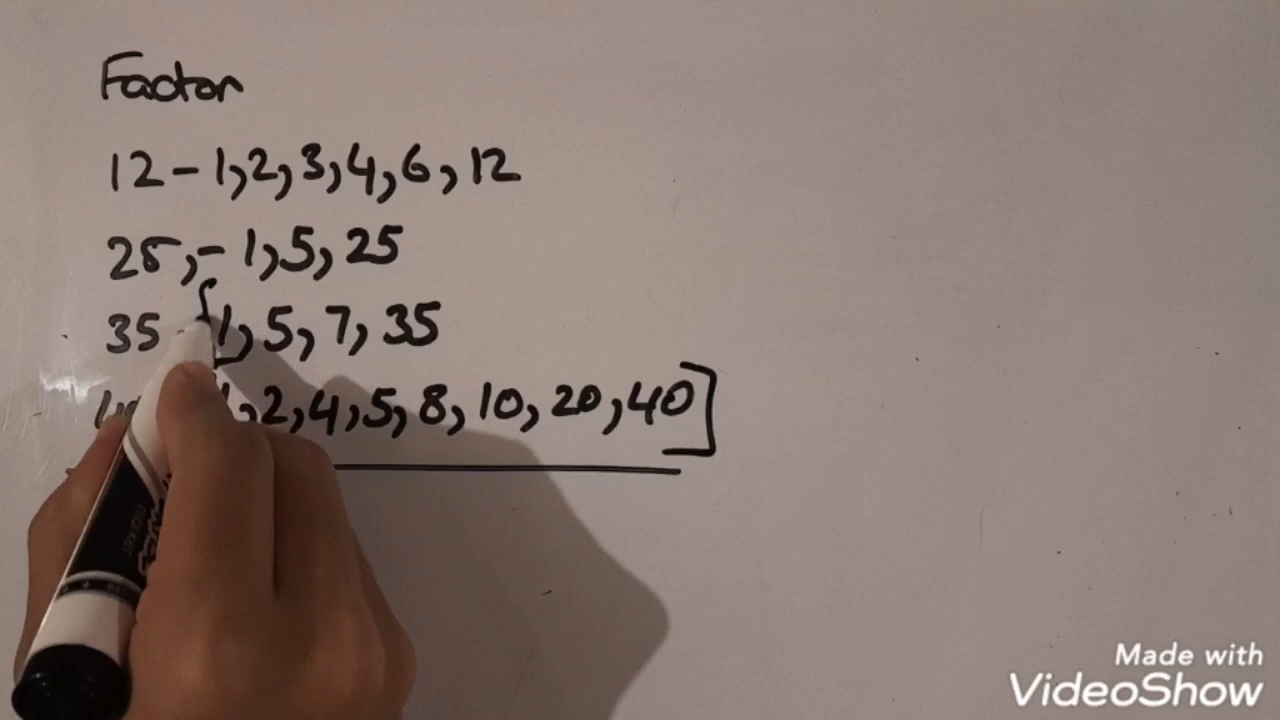 Factor
12 - 1, 2, 3, 4, 6, 12
25, - 1, 5, 25
35 - 1, 5, 7, 35
1, 2, 4, 5, 8, 10, 20, 40]
Made with
VideoShow